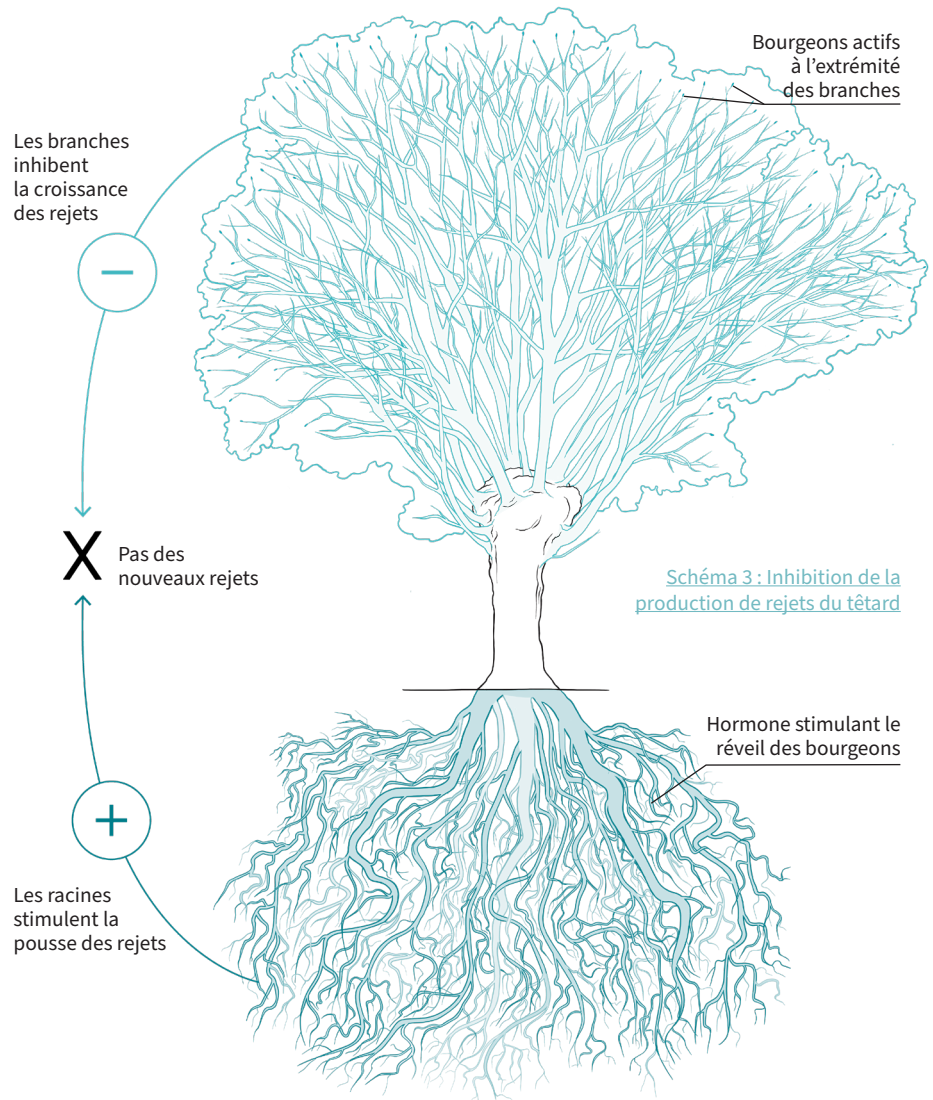 Bourgeons actifs
à l’extrémité
des branches
Les branches
inhibent
la croissance
des rejets
−
X
Pas des
nouveaux rejets
Schéma 3 : Inhibition de la
production de rejets du têtard
Hormone stimulant le
réveil des bourgeons
+
Les racines
stimulent la
pousse des rejets